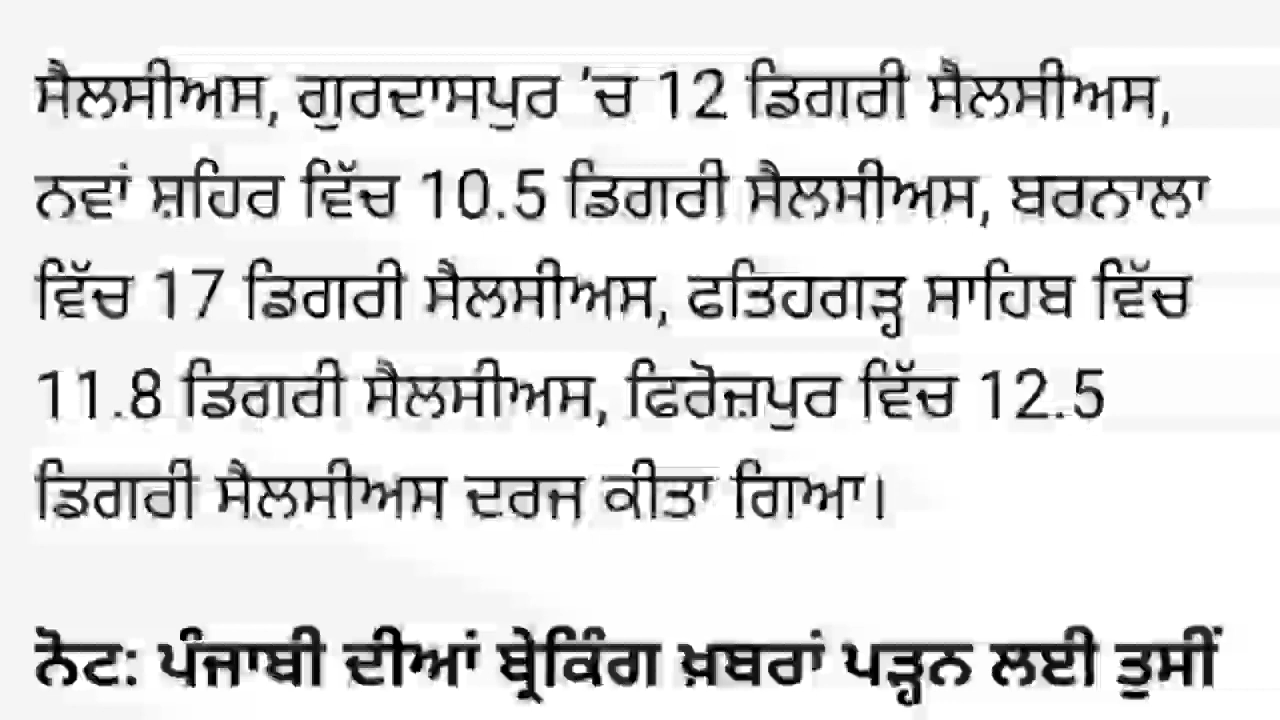 ਸੈਲਸੀਅਸ, ਗੁਰਦਾਸਪੁਰ 'ਚ 12 ਡਿਗਰੀ ਸੈਲਸੀਅਸ,
ਨਵਾਂ ਸ਼ਹਿਰ ਵਿੱਚ 10.5 ਡਿਗਰੀ ਸੈਲਸੀਅਸ, ਬਰਨਾਲਾ
ਵਿੱਚ 17 ਡਿਗਰੀ ਸੈਲਸੀਅਸ, ਫਤਿਹਗੜ੍ਹ ਸਾਹਿਬ ਵਿੱਚ
11.8 ਡਿਗਰੀ ਸੈਲਸੀਅਸ, ਫਿਰੋਜ਼ਪੁਰ ਵਿੱਚ 12.5
ਡਿਗਰੀ ਸੈਲਸੀਅਸ ਦਰਜ ਕੀਤਾ ਗਿਆ।
ਨੋਟ: ਪੰਜਾਬੀ ਦੀਆਂ ਬ੍ਰੇਕਿੰਗ ਖ਼ਬਰਾਂ ਪੜ੍ਹਨ ਲਈ ਤੁਸੀਂ